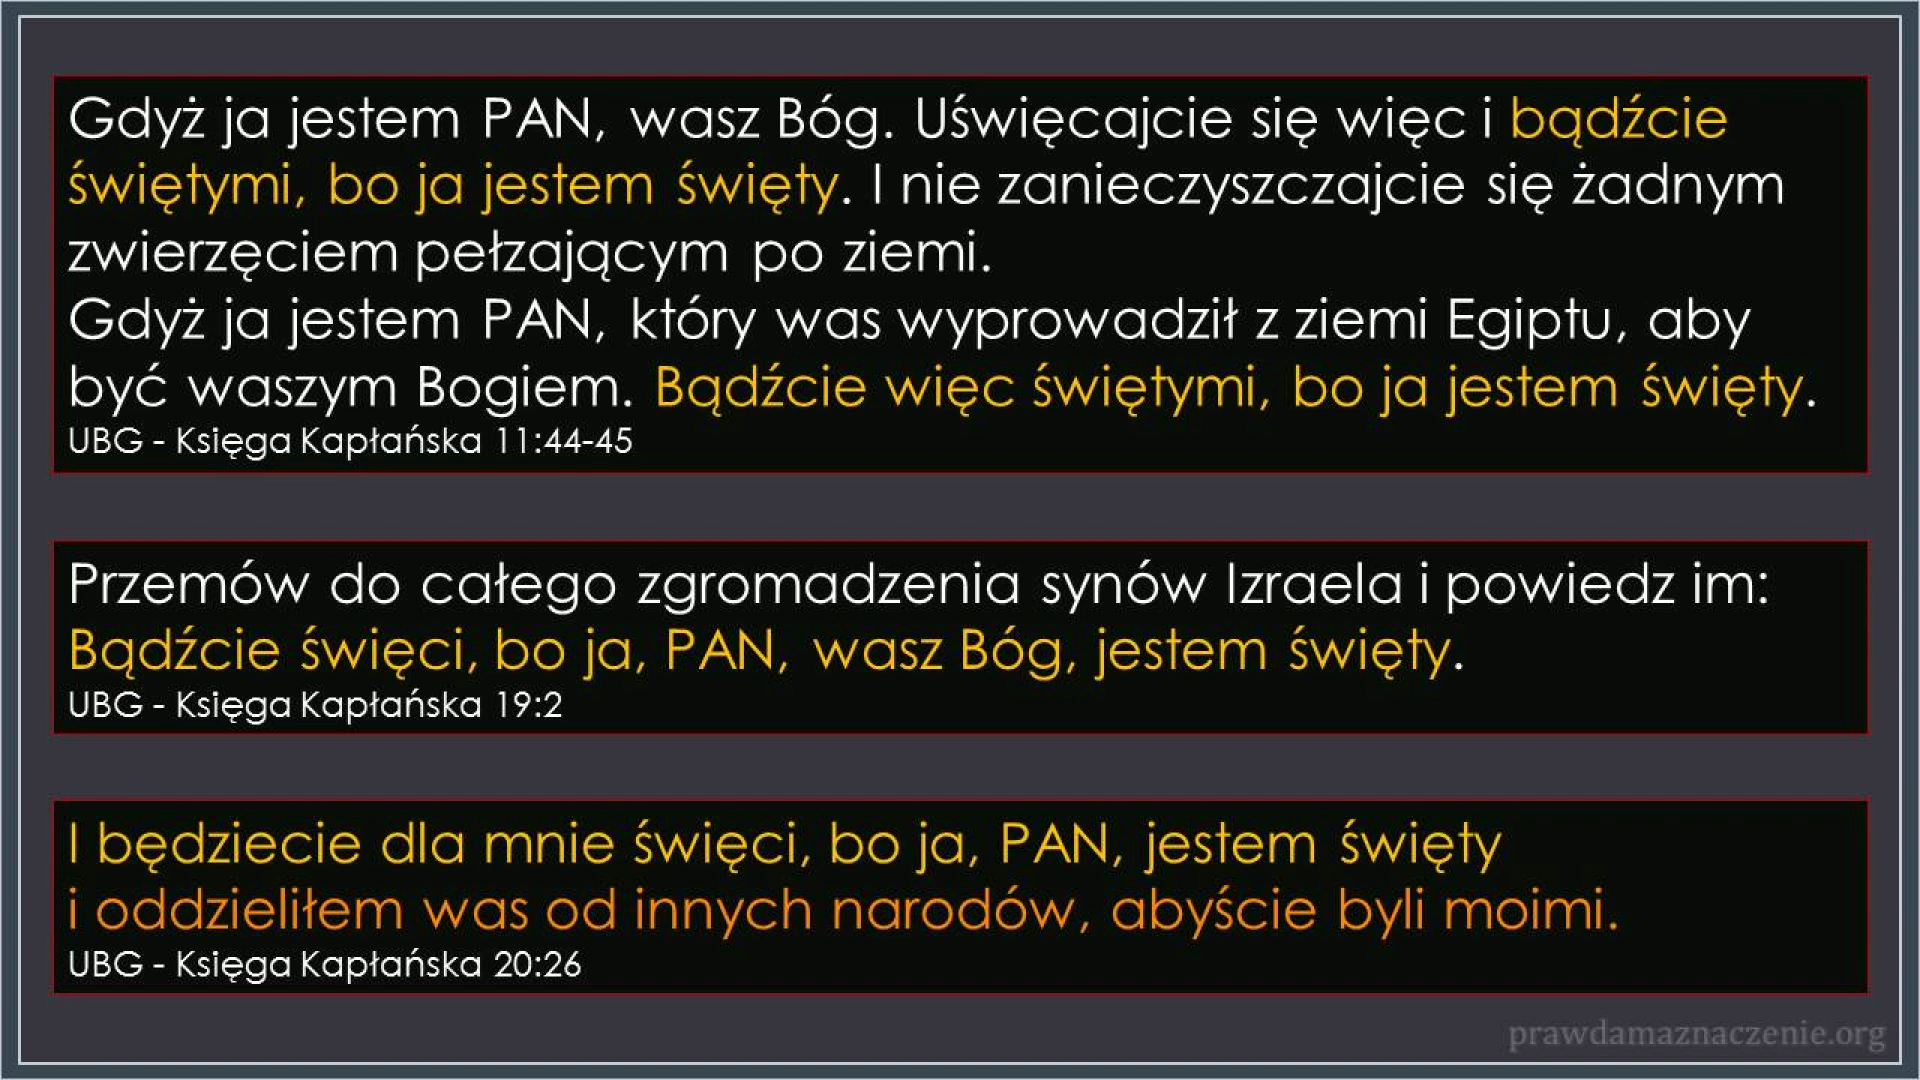 Gdyż ja jestem PAN, wasz Bóg. Uświęcajcie się więc i bądźcie
świętymi, bo ja jestem święty. I nie zanieczyszczajcie się żadnym
zwierzęciem pełzającym po ziemi.
Gdyż ja jestem PAN, który was wyprowadził z ziemi Egiptu, aby
być waszym Bogiem. Bądźcie więc świętymi, bo ja jestem święty.
UBG - Księga Kapłańska 11:44-45
Przemów do całego zgromadzenia synów Izraela i powiedz im:
Bądźcie święci, bo ja, PAN, wasz Bóg, jestem święty.
UBG - Księga Kapłańska 19:2
I będziecie dla mnie święci, bo ja, PAN, jestem święty
i oddzieliłem was od innych narodów, abyście byli moimi.
UBG - Księga Kapłańska 20:26
prawdamaznaczenie.org